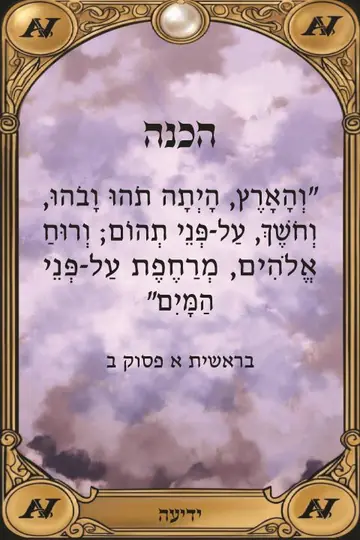 הכנה
"וְהָאָרֶץ, הָיְתָה תֹהוּ וָבֹהוּ,
וְחֹשֶׁךְ, עַל-פְּנֵי תְהוֹם; וְרוּחַ
אֱלֹהִים, מְרַחֶפֶת עַל-פְּנֵי
הַמָּיִם"
בראשית א פסוק ב
ידיעה